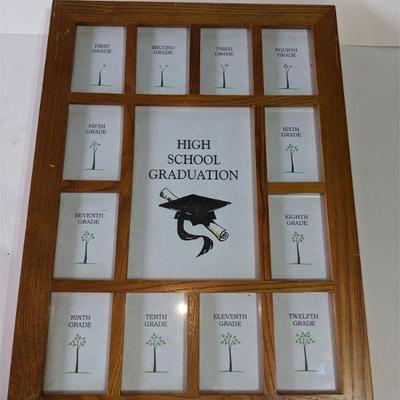 FIRST
GRADE
SECOND
GRADE
THIRD
GRADE
FOURTH
GRADE
FIFTH
GRADE
HIGH
SCHOOL
GRADUATION
SIXTH
GRADE
SEVENTH
GRADE
EIGHTH
GRADE
NINTH
GRADE
TENTH
GRADE
ELEVENTH
GRADE
TWELFTH
GRADE